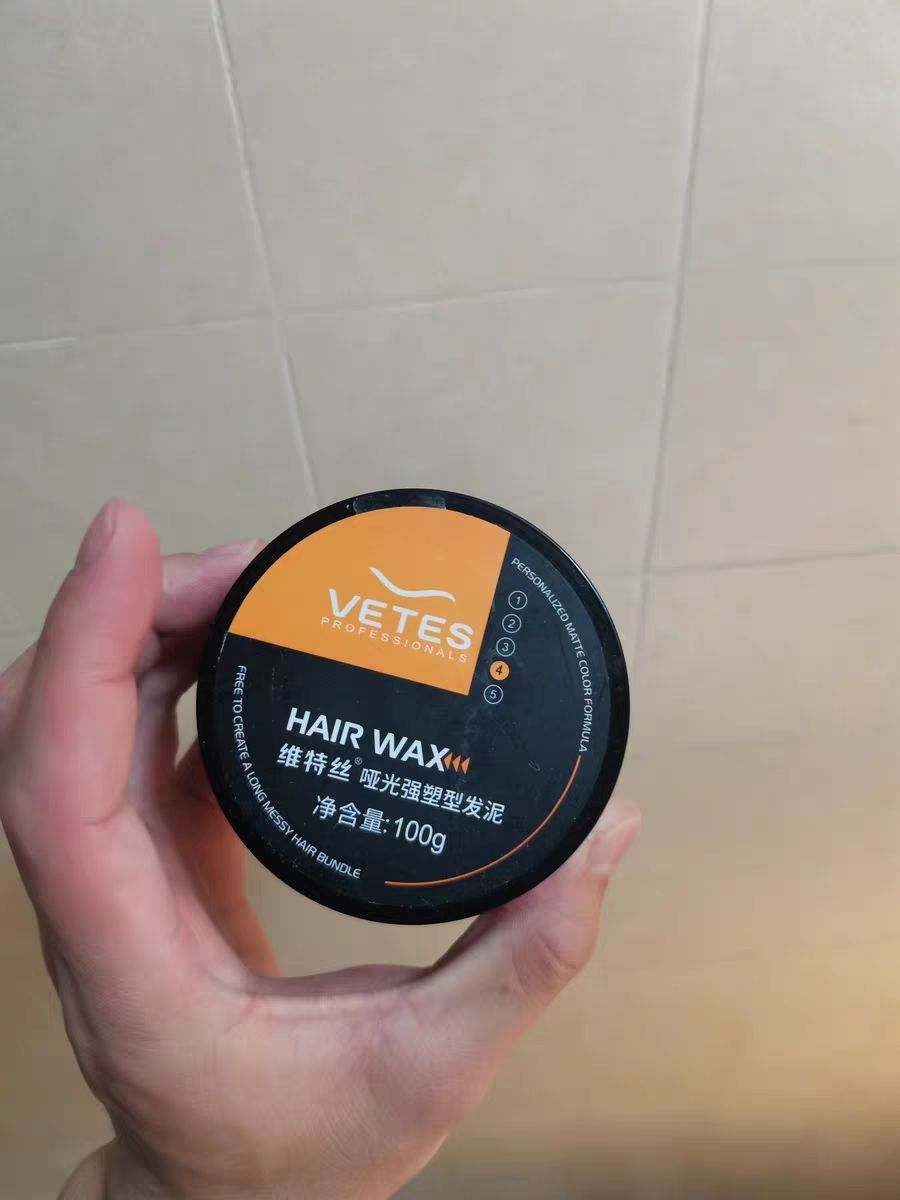 VETES
PROFESSIONALS
PERSONALIZED MATTE COLOR FORMULA
1
2
3
4
5
HAIR WAX
维特丝® 哑光强塑型发泥
净含量:100g
FREE TO CREATE A LONG MESSY HAIR BUNDLE